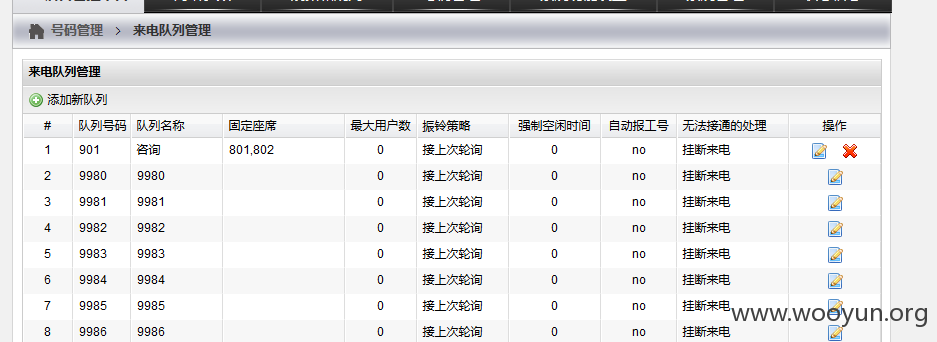 号码管理 > 来电队列管理
来电队列管理
添加新队列
# 队列号码 队列名称 固定座席 最大用户数 振铃策略 强制空闲时间 自动报工号 无法接通的处理 操作
1 901 咨询 801,802 0 接上次轮询 0 no 挂断来电
2 9980 9980 0 接上次轮询 0 no 挂断来电
3 9981 9981 0 接上次轮询 0 no 挂断来电
4 9982 9982 0 接上次轮询 0 no 挂断来电
5 9983 9983 0 接上次轮询 0 no 挂断来电
6 9984 9984 0 接上次轮询 0 no 挂断来电
7 9985 9985 0 接上次轮询 0 no 挂断来电
www.wooyun.org
8 9986 9986 0 接上次轮询 0 no 挂断来电